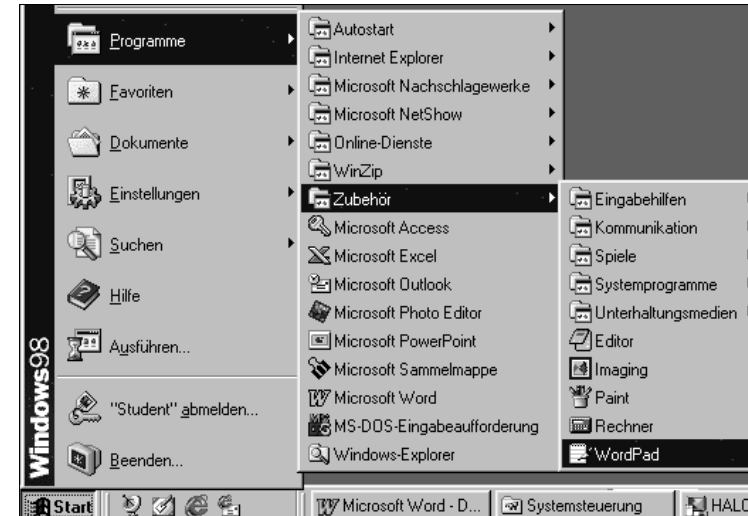 Programme
Favoriten
Dokumente
Einstellungen
Suchen
Hilfe
Ausführen...
"Student" abmelden...
Beenden...
Windows98
Autostart
Internet Explorer
Microsoft Nachschlagewerke
Microsoft NetShow
Online-Dienste
WinZip
Zubehör
Microsoft Access
Microsoft Excel
Microsoft Outlook
Microsoft Photo Editor
Microsoft PowerPoint
Microsoft Sammelmappe
Microsoft Word
MS-DOS-Eingabeaufforderung
Windows-Explorer
Eingabehilfen
Kommunikation
Spiele
Systemprogramme
Unterhaltungsmedien
Editor
Imaging
Paint
Rechner
WordPad
Start
Microsoft Word - D...
Systemsteuerung
HALO